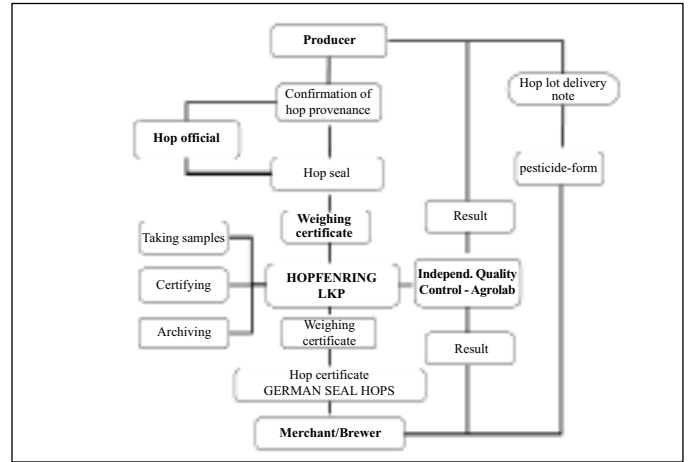 Producer
Confirmation of
hop provenance
Hop lot delivery
note
Hop official
Hop seal
pesticide-form
Weighing
certificate
Result
Taking samples
Certifying
Archiving
HOPFENRING
LKP
Independ. Quality
Control - Agrolab
Weighing
certificate
Result
Hop certificate
GERMAN SEAL HOPS
Merchant/Brewer